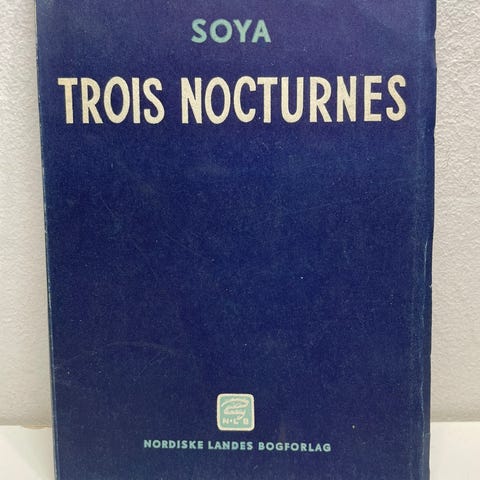 SOYA
TROIS NOCTURNES
N·L·B
NORDISKE LANDES BOGFORLAG